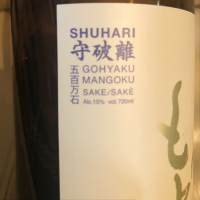 SHUHARI
守破離
五百万石
GOHYAKU
MANGOKU
SAKE/SAKÉ
Alc.15% vol.720ml